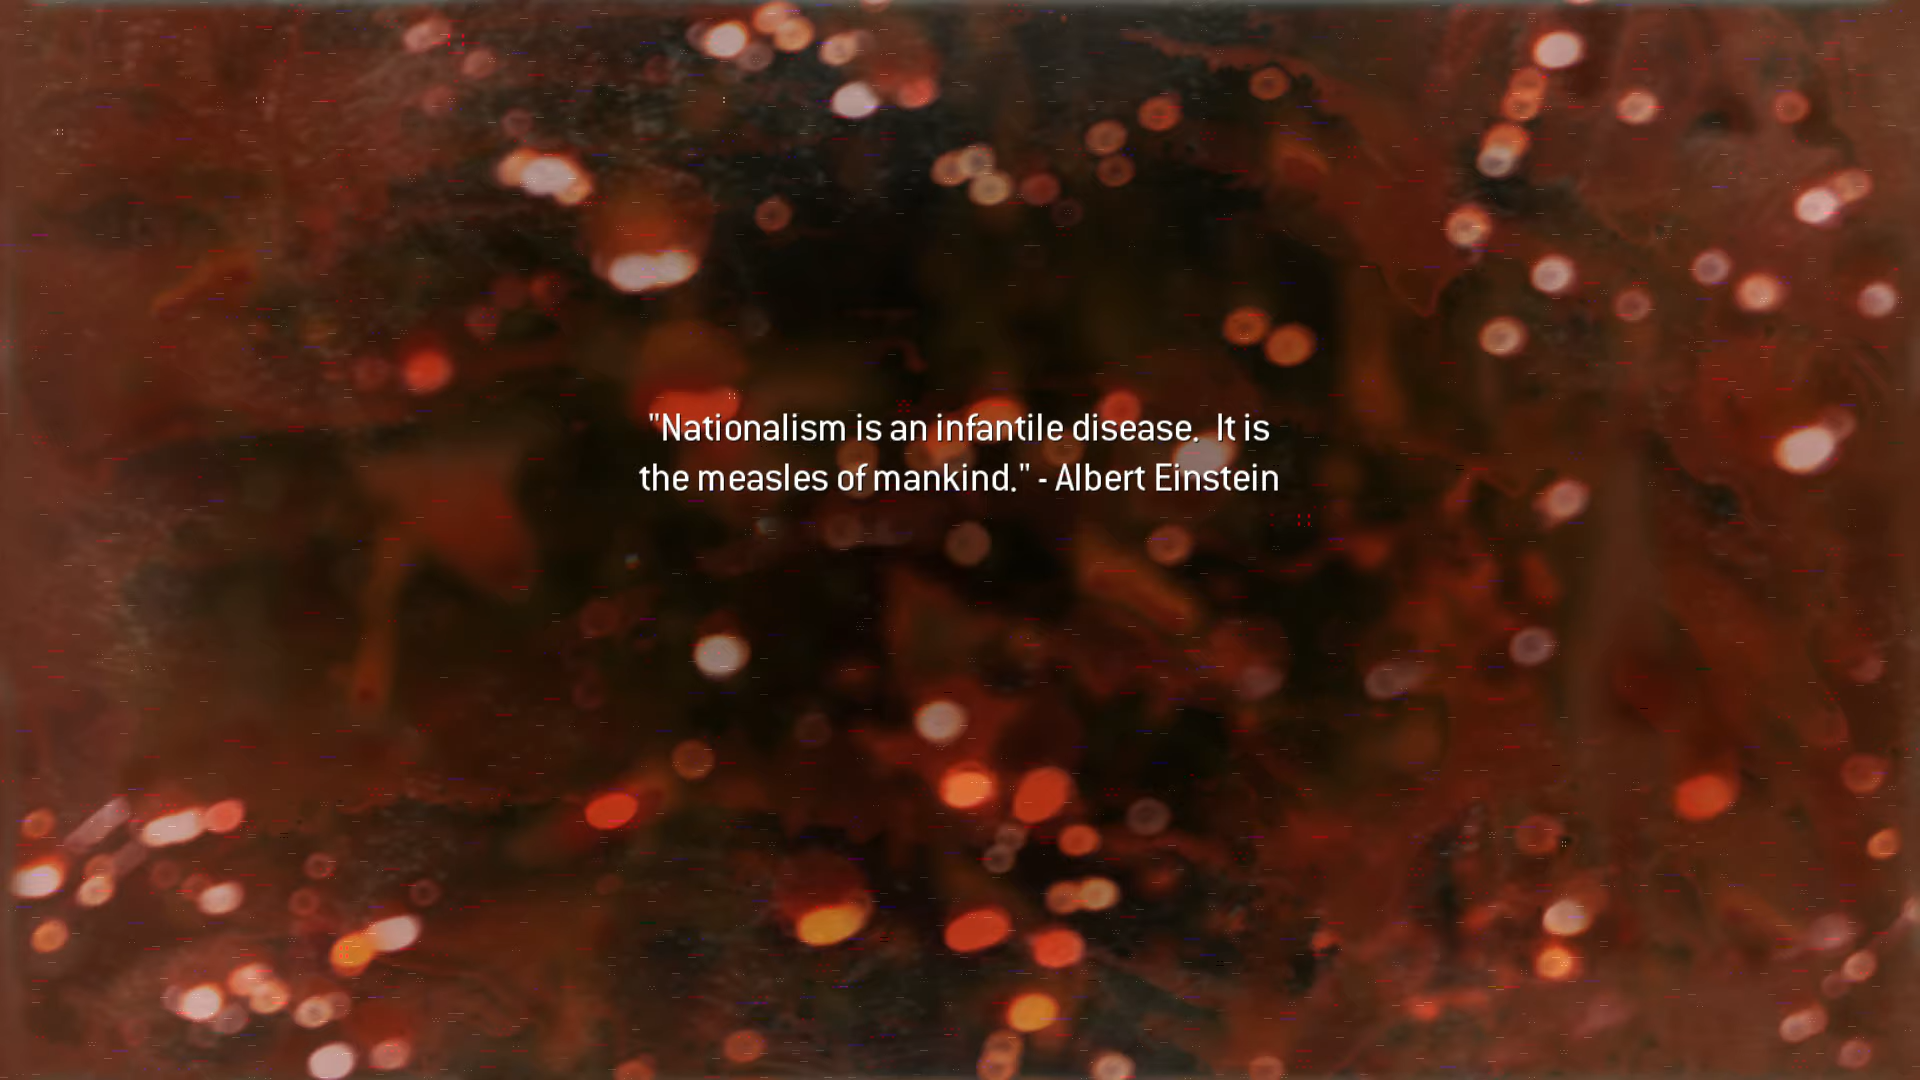 "Nationalism is an infantile disease.  It is
the measles of mankind." - Albert Einstein